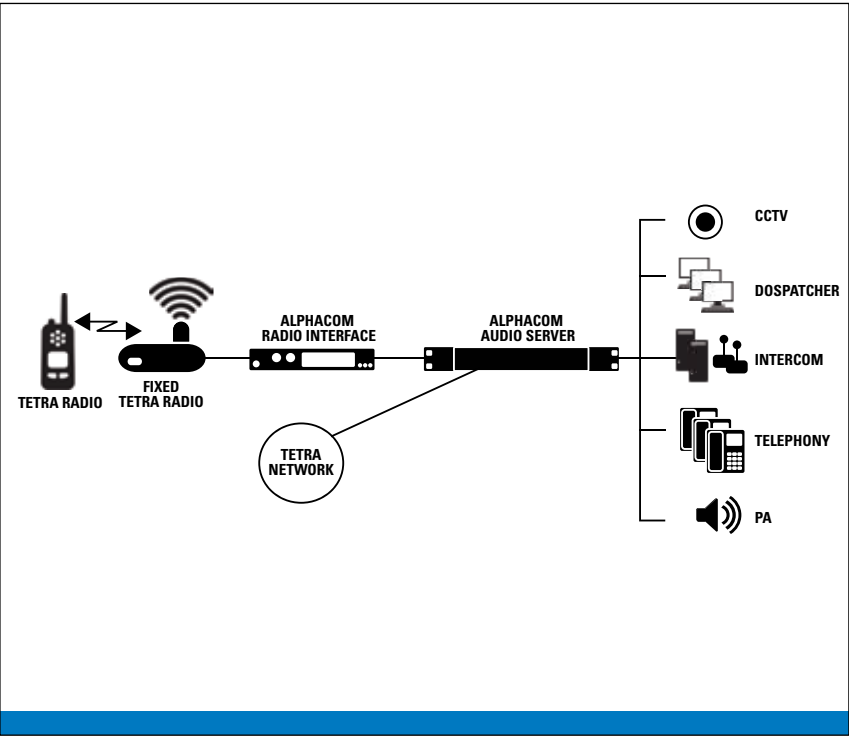 TETRA RADIO
FIXED
TETRA RADIO
ALPHACOM
RADIO INTERFACE
TETRA
NETWORK
ALPHACOM
AUDIO SERVER
CCTV
DOSPATCHER
INTERCOM
TELEPHONY
PA